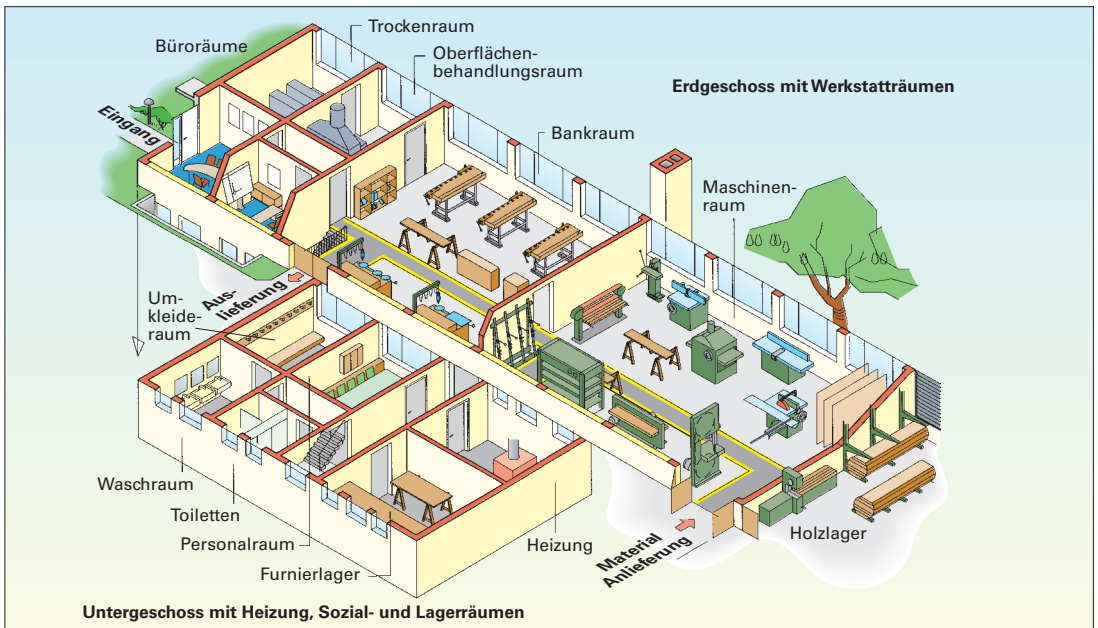 Trockenraum
Büroräume
Oberflächen-
behandlungsraum
Erdgeschoss mit Werkstatträumen
Eingang
Bankraum
Maschinen-
raum
Aus-
lieferung
Um-
kleide-
raum
Waschraum
Toiletten
Personalraum
Furnierlager
Heizung
Material
Anlieferung
Holzlager
Untergeschoss mit Heizung, Sozial- und Lagerräumen